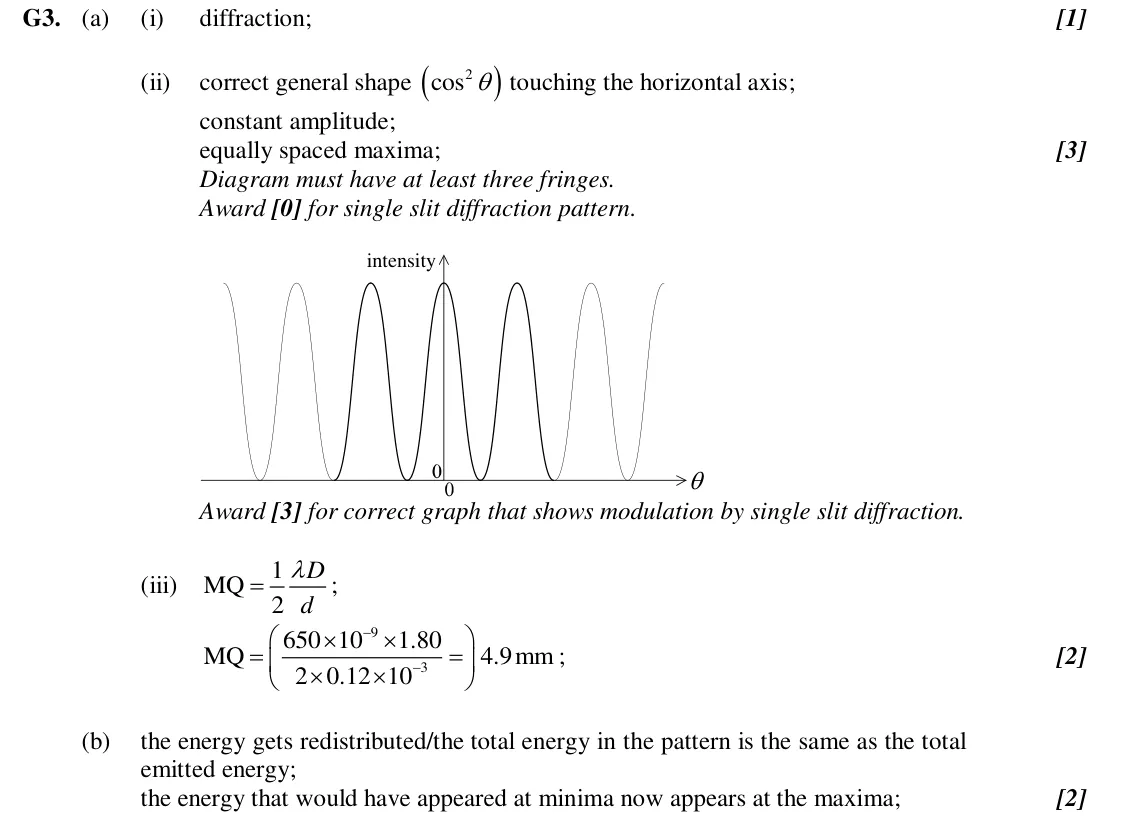 G3. (a) (i) diffraction; [1]
(ii) correct general shape (cos² θ) touching the horizontal axis;
constant amplitude;
equally spaced maxima; [3]
Diagram must have at least three fringes.
Award [0] for single slit diffraction pattern.
intensity
0
0
θ
Award [3] for correct graph that shows modulation by single slit diffraction.
(iii) MQ = 1/2 λD/d ;
MQ = ( 650×10⁻⁹ ×1.80 / 2×0.12×10⁻³ = ) 4.9 mm ; [2]
(b) the energy gets redistributed/the total energy in the pattern is the same as the total
emitted energy;
the energy that would have appeared at minima now appears at the maxima; [2]